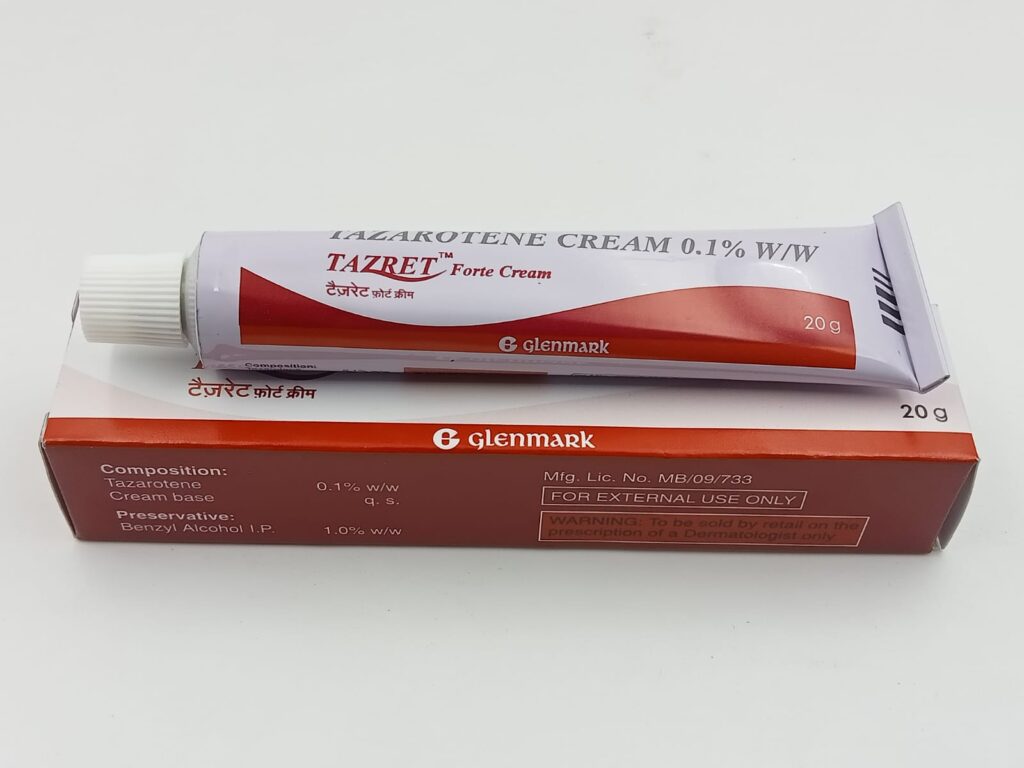 TAZAROTENE CREAM 0.1% W/W
TAZRET™ Forte Cream
टैज़रेट फ़ोर्ट क्रीम
20 g
Glenmark
Composition:
टैज़रेट फ़ोर्ट क्रीम
20 g
Glenmark
Composition:
Tazarotene 0.1% w/w
Cream base q. s.
Preservative:
Benzyl Alcohol I.P. 1.0% w/w
Mfg. Lic. No. MB/09/733
FOR EXTERNAL USE ONLY
WARNING: To be sold by retail on the
prescription of a Dermatologist only